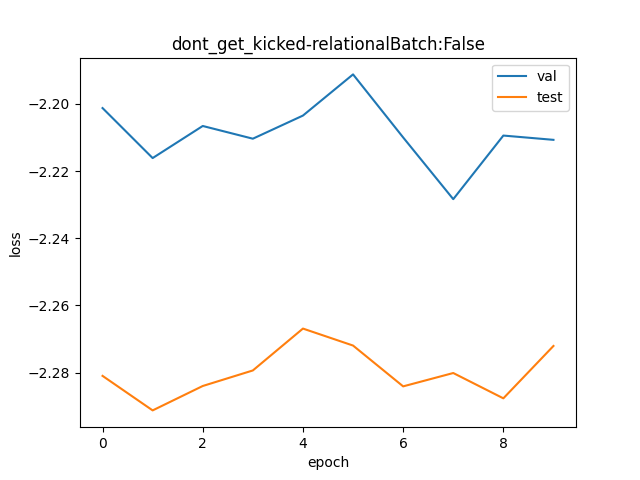 dont_get_kicked-relationalBatch:False
val
test
loss
−2.20
−2.22
−2.24
−2.26
−2.28
0
2
4
6
8
epoch